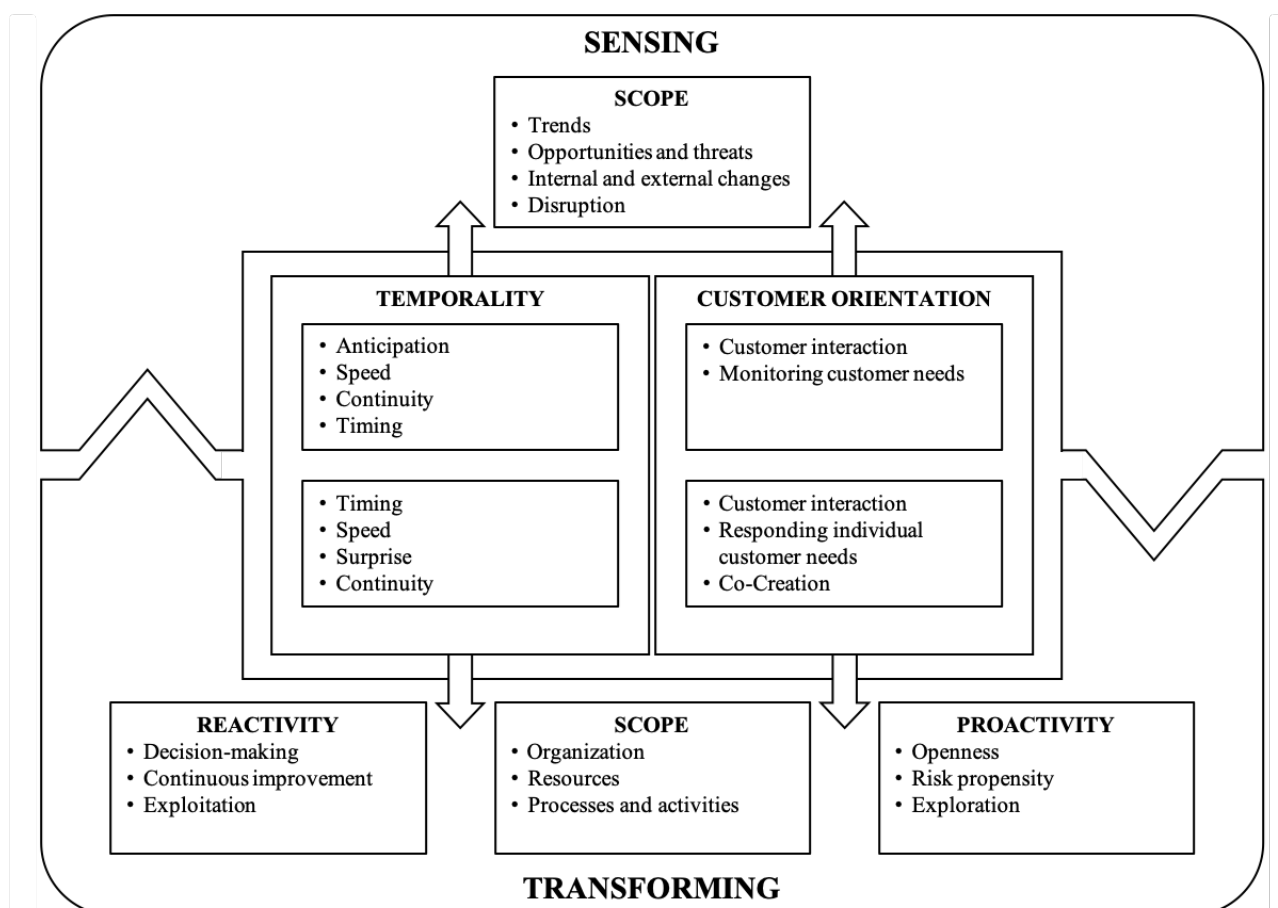 SENSING
SCOPE
• Trends
• Opportunities and threats
• Internal and external changes
• Disruption
TEMPORALITY
• Anticipation
• Speed
• Continuity
• Timing
• Timing
• Speed
• Surprise
• Continuity
CUSTOMER ORIENTATION
• Customer interaction
• Monitoring customer needs
• Customer interaction
• Responding individual
customer needs
• Co-Creation
REACTIVITY
• Decision-making
• Continuous improvement
• Exploitation
SCOPE
• Organization
• Resources
• Processes and activities
PROACTIVITY
• Openness
• Risk propensity
• Exploration
TRANSFORMING